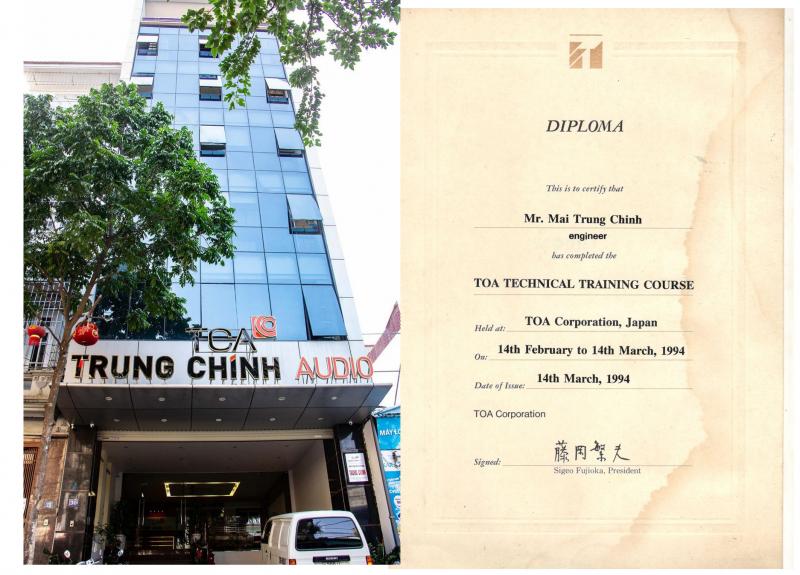 TCA
TRUNG CHÍNH AUDIO
DIPLOMA
This is to certify that
Mr. Mai Trung Chinh
engineer
has completed the
TOA TECHNICAL TRAINING COURSE
Held at: TOA Corporation, Japan
On: 14th February to 14th March, 1994
Date of Issue: 14th March, 1994
TOA Corporation
Signed: 藤岡繁夫
Sigeo Fujioka, President